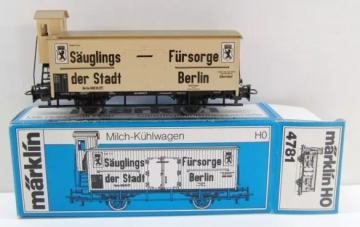 Säuglings Fürsorge
der Stadt Berlin
märklin
Milch-Kühlwagen H0
Säuglings Fürsorge
der Stadt Berlin
märklin H0
4781